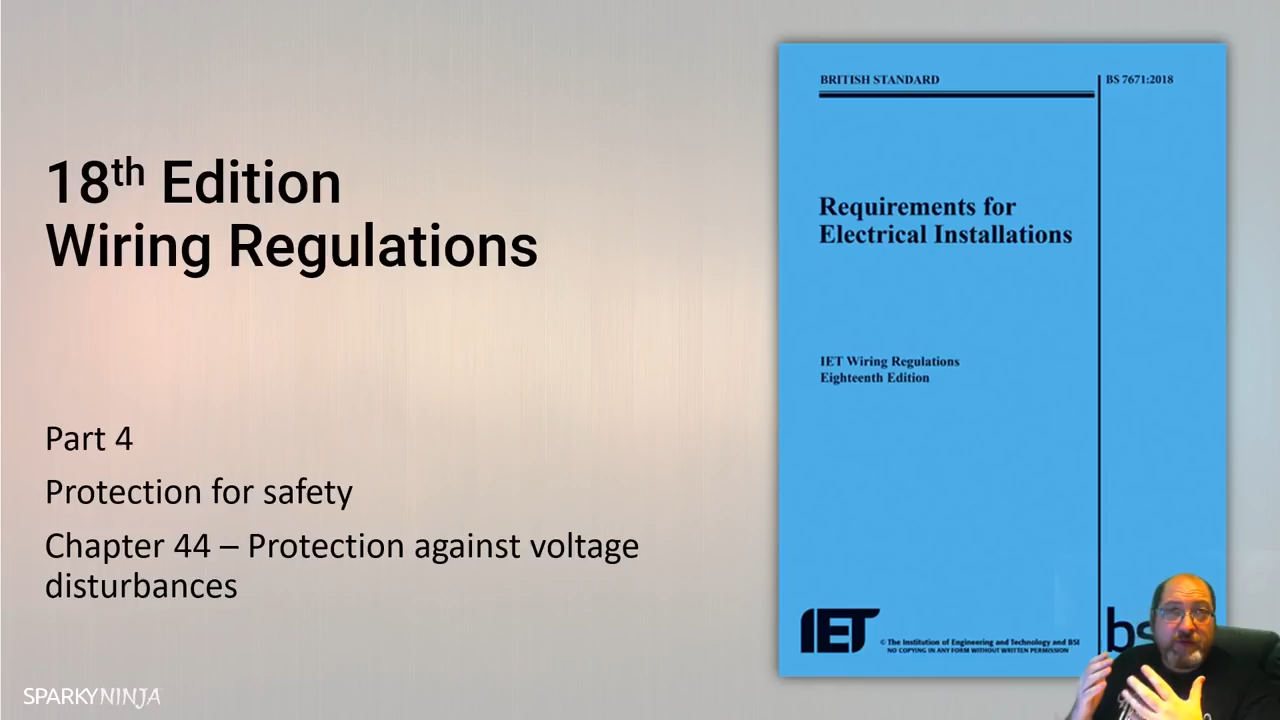 18th Edition
Wiring Regulations
Part 4
Protection for safety
Chapter 44 – Protection against voltage
disturbances
SPARKYNINJA
BRITISH STANDARD
BS 7671:2018
Requirements for
Electrical Installations
IET Wiring Regulations
Eighteenth Edition
IET
© The Institution of Engineering and Technology and BSI
NO COPYING IN ANY FORM WITHOUT WRITTEN PERMISSION